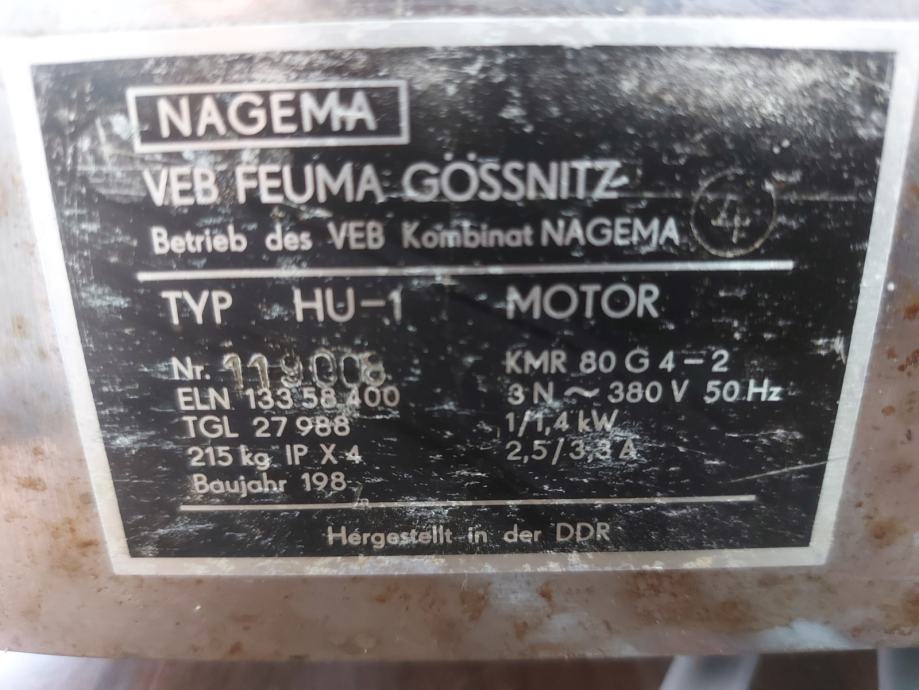 NAGEMA
VEB FEUMA GÖSSNITZ
Betrieb des VEB Kombinat NAGEMA 4
TYP HU-1 MOTOR
Nr. 119008 KMR 80 G 4-2
ELN 133 58 400 3 N ~ 380 V 50 Hz
TGL 27 988 1/1,4 kW
215 kg IP X 4 2,5/3,3 A
Baujahr 198
Hergestellt in der DDR